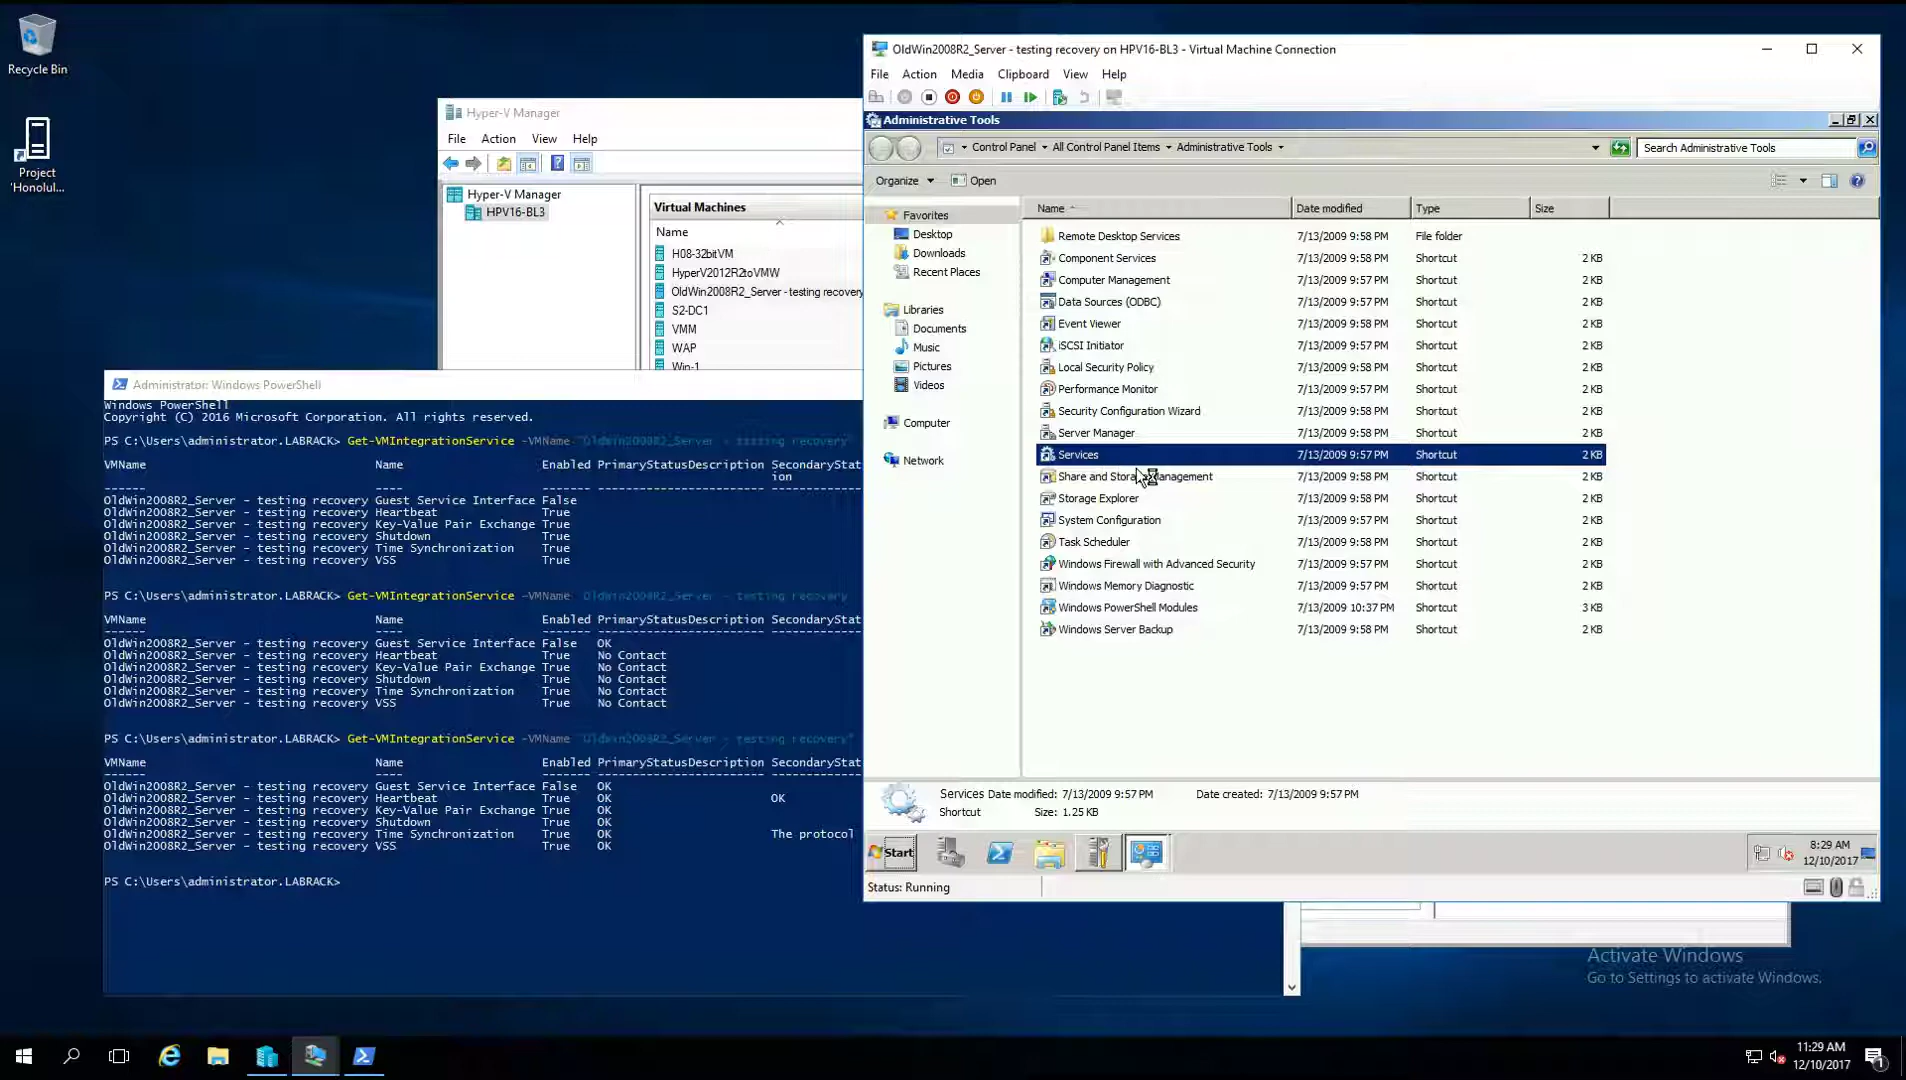 Recycle Bin
Project
'Honolul...
Hyper-V Manager
File Action View Help
Hyper-V Manager
HPV16-BL3
Virtual Machines
Name
H08-32bitVM
HyperV2012R2toVMW
OldWin2008R2_Server - testing recovery
S2-DC1
VMM
WAP
Win-1
Administrator: Windows PowerShell
Windows PowerShell
Copyright (C) 2016 Microsoft Corporation. All rights reserved.
PS C:\Users\administrator.LABRACK> Get-VMIntegrationService -VMName "OldWin2008R2_Server - testing recovery"
VMName Name Enabled PrimaryStatusDescription SecondaryStat
ion
OldWin2008R2_Server - testing recovery Guest Service Interface False
OldWin2008R2_Server - testing recovery Heartbeat True
OldWin2008R2_Server - testing recovery Key-Value Pair Exchange True
OldWin2008R2_Server - testing recovery Shutdown True
OldWin2008R2_Server - testing recovery Time Synchronization True
OldWin2008R2_Server - testing recovery VSS True
PS C:\Users\administrator.LABRACK> Get-VMIntegrationService -VMName "OldWin2008R2_Server - testing recovery
VMName Name Enabled PrimaryStatusDescription SecondaryStat
OldWin2008R2_Server - testing recovery Guest Service Interface False OK
OldWin2008R2_Server - testing recovery Heartbeat True No Contact
OldWin2008R2_Server - testing recovery Key-Value Pair Exchange True No Contact
OldWin2008R2_Server - testing recovery Shutdown True No Contact
OldWin2008R2_Server - testing recovery Time Synchronization True No Contact
OldWin2008R2_Server - testing recovery VSS True No Contact
PS C:\Users\administrator.LABRACK> Get-VMIntegrationService -VMName "OldWin2008R2_Server - testing recovery"
VMName Name Enabled PrimaryStatusDescription SecondaryStat
OldWin2008R2_Server - testing recovery Guest Service Interface False OK
OldWin2008R2_Server - testing recovery Heartbeat True OK OK
OldWin2008R2_Server - testing recovery Key-Value Pair Exchange True OK
OldWin2008R2_Server - testing recovery Shutdown True OK
OldWin2008R2_Server - testing recovery Time Synchronization True OK The protocol
OldWin2008R2_Server - testing recovery VSS True OK
PS C:\Users\administrator.LABRACK>
OldWin2008R2_Server - testing recovery on HPV16-BL3 - Virtual Machine Connection
File Action Media Clipboard View Help
Administrative Tools
Control Panel All Control Panel Items Administrative Tools Search Administrative Tools
Organize Open
Favorites
Desktop
Downloads
Recent Places
Libraries
Documents
Music
Pictures
Videos
Computer
Network
Name Date modified Type Size
Remote Desktop Services 7/13/2009 9:58 PM File folder
Component Services 7/13/2009 9:58 PM Shortcut 2 KB
Computer Management 7/13/2009 9:57 PM Shortcut 2 KB
Data Sources (ODBC) 7/13/2009 9:57 PM Shortcut 2 KB
Event Viewer 7/13/2009 9:58 PM Shortcut 2 KB
iSCSI Initiator 7/13/2009 9:57 PM Shortcut 2 KB
Local Security Policy 7/13/2009 9:58 PM Shortcut 2 KB
Performance Monitor 7/13/2009 9:57 PM Shortcut 2 KB
Security Configuration Wizard 7/13/2009 9:58 PM Shortcut 2 KB
Server Manager 7/13/2009 9:58 PM Shortcut 2 KB
Services 7/13/2009 9:57 PM Shortcut 2 KB
Share and Storage Management 7/13/2009 9:58 PM Shortcut 2 KB
Storage Explorer 7/13/2009 9:58 PM Shortcut 2 KB
System Configuration 7/13/2009 9:57 PM Shortcut 2 KB
Task Scheduler 7/13/2009 9:58 PM Shortcut 2 KB
Windows Firewall with Advanced Security 7/13/2009 9:57 PM Shortcut 2 KB
Windows Memory Diagnostic 7/13/2009 9:57 PM Shortcut 2 KB
Windows PowerShell Modules 7/13/2009 10:37 PM Shortcut 3 KB
Windows Server Backup 7/13/2009 9:58 PM Shortcut 2 KB
Services Date modified: 7/13/2009 9:57 PM Date created: 7/13/2009 9:57 PM
Shortcut Size: 1.25 KB
Start
8:29 AM
12/10/2017
Status: Running
Activate Windows
Go to Settings to activate Windows.
11:29 AM
12/10/2017
1